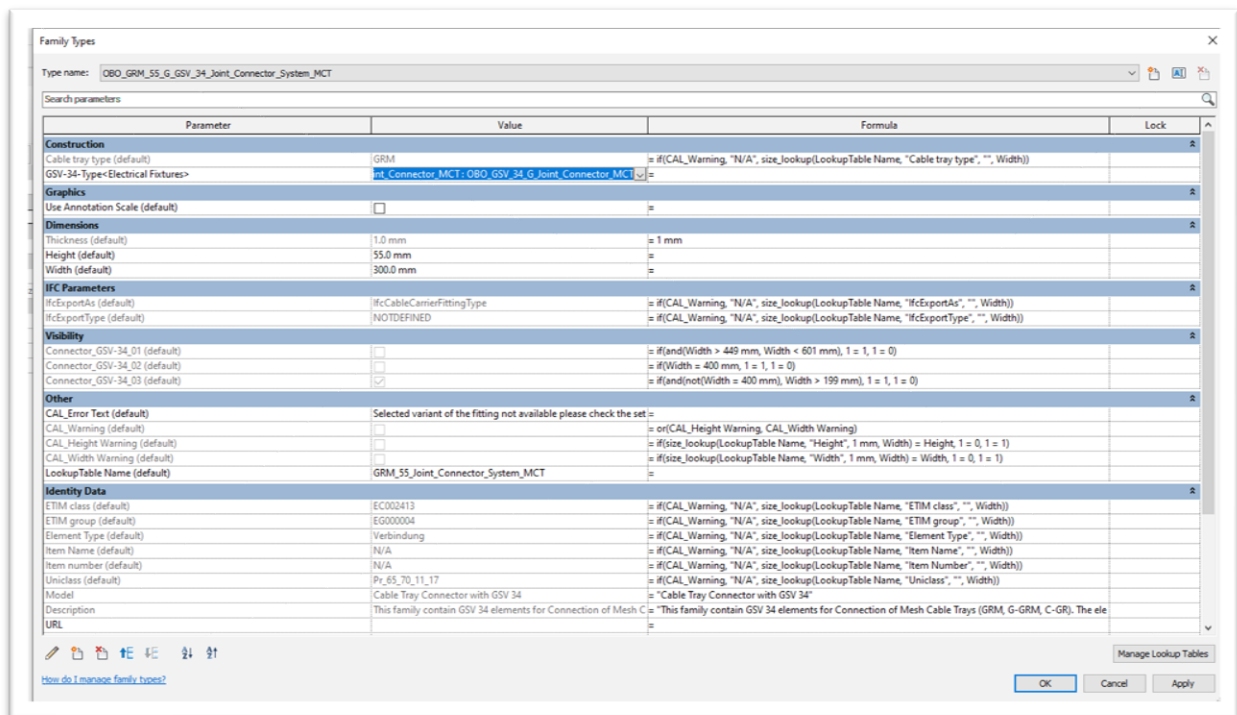 Family Types
Type name: OBO_GRM_55_G_GSV_34_Joint_Connector_System_MCT
Search parameters
Parameter Value Formula Lock
Construction
Cable tray type (default) GRM = if(CAL_Warning, "N/A", size_lookup(LookupTable Name, "Cable tray type", "", Width))
GSV-34-Type<Electrical Fixtures> int_Connector_MCT : OBO_GSV_34_G_Joint_Connector_MCT =
Graphics
Use Annotation Scale (default) =
Dimensions
Thickness (default) 1.0 mm = 1 mm
Height (default) 55.0 mm =
Width (default) 300.0 mm =
IFC Parameters
IfcExportAs (default) IfcCableCarrierFittingType = if(CAL_Warning, "N/A", size_lookup(LookupTable Name, "IfcExportAs", "", Width))
IfcExportType (default) NOTDEFINED = if(CAL_Warning, "N/A", size_lookup(LookupTable Name, "IfcExportType", "", Width))
Visibility
Connector_GSV-34_01 (default) = if(and(Width > 449 mm, Width < 601 mm), 1 = 1, 1 = 0)
Connector_GSV-34_02 (default) = if(Width = 400 mm, 1 = 1, 1 = 0)
Connector_GSV-34_03 (default) = if(and(not(Width = 400 mm), Width > 199 mm), 1 = 1, 1 = 0)
Other
CAL_Error Text (default) Selected variant of the fitting not available please check the set =
CAL_Warning (default) = or(CAL_Height Warning, CAL_Width Warning)
CAL_Height Warning (default) = if(size_lookup(LookupTable Name, "Height", 1 mm, Width) = Height, 1 = 0, 1 = 1)
CAL_Width Warning (default) = if(size_lookup(LookupTable Name, "Width", 1 mm, Width) = Width, 1 = 0, 1 = 1)
LookupTable Name (default) GRM_55_Joint_Connector_System_MCT =
Identity Data
ETIM class (default) EC002413 = if(CAL_Warning, "N/A", size_lookup(LookupTable Name, "ETIM class", "", Width))
ETIM group (default) EG000004 = if(CAL_Warning, "N/A", size_lookup(LookupTable Name, "ETIM group", "", Width))
Element Type (default) Verbindung = if(CAL_Warning, "N/A", size_lookup(LookupTable Name, "Element Type", "", Width))
Item Name (default) N/A = if(CAL_Warning, "N/A", size_lookup(LookupTable Name, "Item Name", "", Width))
Item number (default) N/A = if(CAL_Warning, "N/A", size_lookup(LookupTable Name, "Item Number", "", Width))
Uniclass (default) Pr_65_70_11_17 = if(CAL_Warning, "N/A", size_lookup(LookupTable Name, "Uniclass", "", Width))
Model Cable Tray Connector with GSV 34 = "Cable Tray Connector with GSV 34"
Description This family contain GSV 34 elements for Connection of Mesh C = "This family contain GSV 34 elements for Connection of Mesh Cable Trays (GRM, G-GRM, C-GR). The ele
URL =
Manage Lookup Tables
How do I manage family types?
OK Cancel Apply